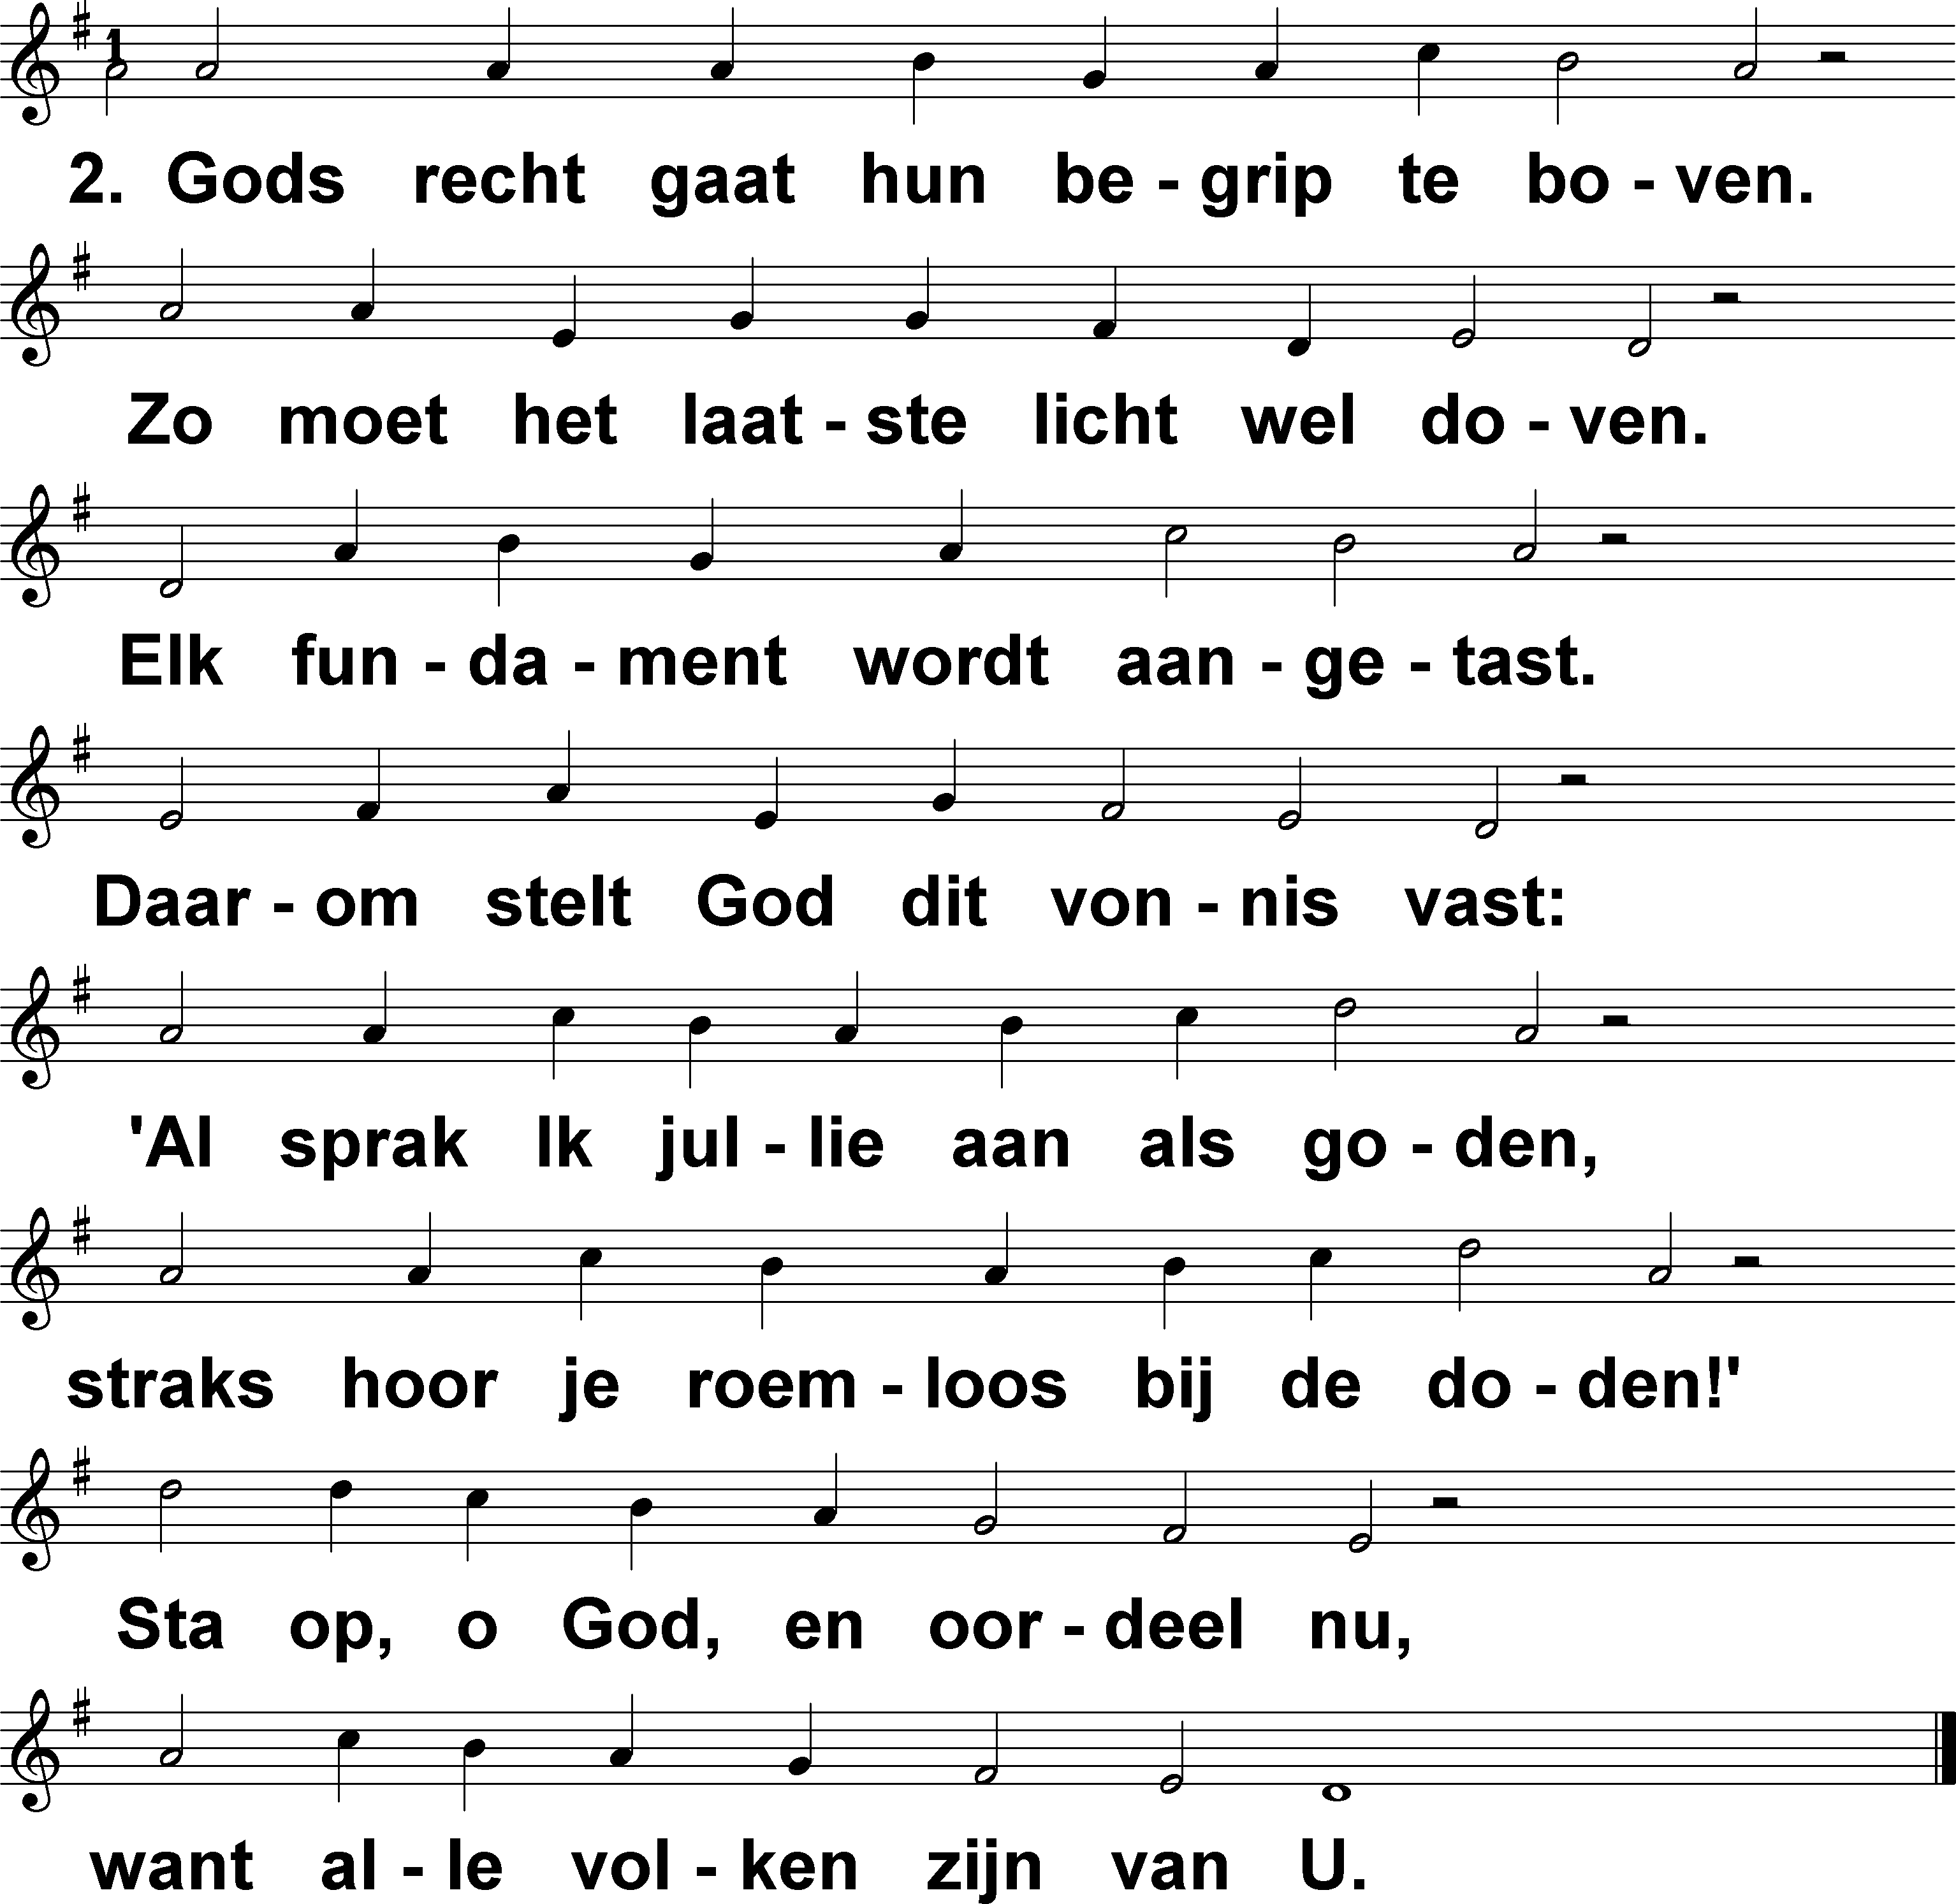 1
2. Gods recht gaat hun be - grip te bo - ven.
Zo moet het laat - ste licht wel do - ven.
Elk fun - da - ment wordt aan - ge - tast.
Daar - om stelt God dit von - nis vast:
'Al sprak Ik jul - lie aan als go - den,
straks hoor je roem - loos bij de do - den!'
Sta op, o God, en oor - deel nu,
want al - le vol - ken zijn van U.